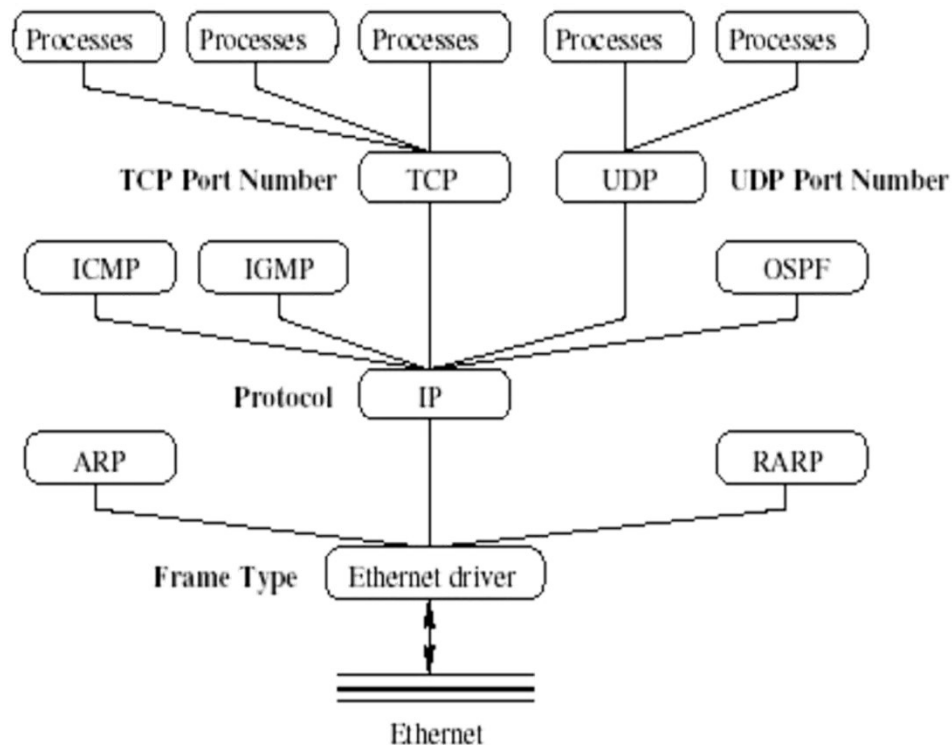 Processes Processes Processes Processes Processes
TCP Port Number TCP UDP UDP Port Number
ICMP IGMP OSPF
Protocol IP
ARP RARP
Frame Type Ethernet driver
Ethernet